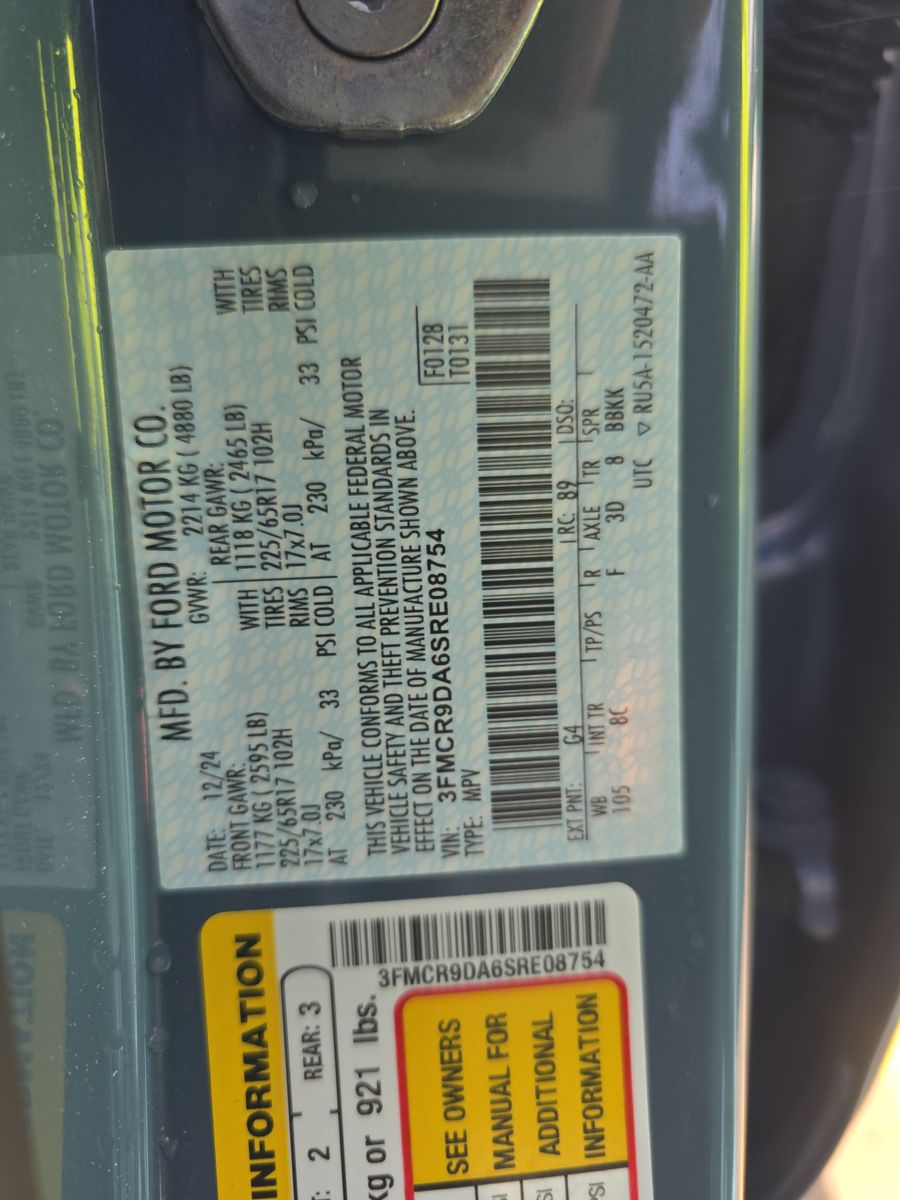 MFD. BY FORD MOTOR CO.
DATE: 12/24 GVWR: 2214 KG ( 4880 LB)
FRONT GAWR: REAR GAWR:
1177 KG ( 2595 LB) WITH 1118 KG ( 2465 LB) WITH
225/65R17 102H TIRES 225/65R17 102H TIRES
17x7.0J RIMS 17x7.0J RIMS
AT 230 kPa/ 33 PSI COLD AT 230 kPa/ 33 PSI COLD
THIS VEHICLE CONFORMS TO ALL APPLICABLE FEDERAL MOTOR
VEHICLE SAFETY AND THEFT PREVENTION STANDARDS IN
EFFECT ON THE DATE OF MANUFACTURE SHOWN ABOVE.
VIN: 3FMCR9DA6SRE08754 F0128
TYPE: MPV T0131
EXT PNT: G4 RC: 89 DSO:
WB INT TR TP/PS R AXLE TR SPR
105 8C F 3D 8 BBKK
UTC ▽ RU5A-1520472-AA
INFORMATION
2 REAR: 3
kg or 921 lbs.
3FMCR9DA6SRE08754
SEE OWNERS
MANUAL FOR
ADDITIONAL
INFORMATION